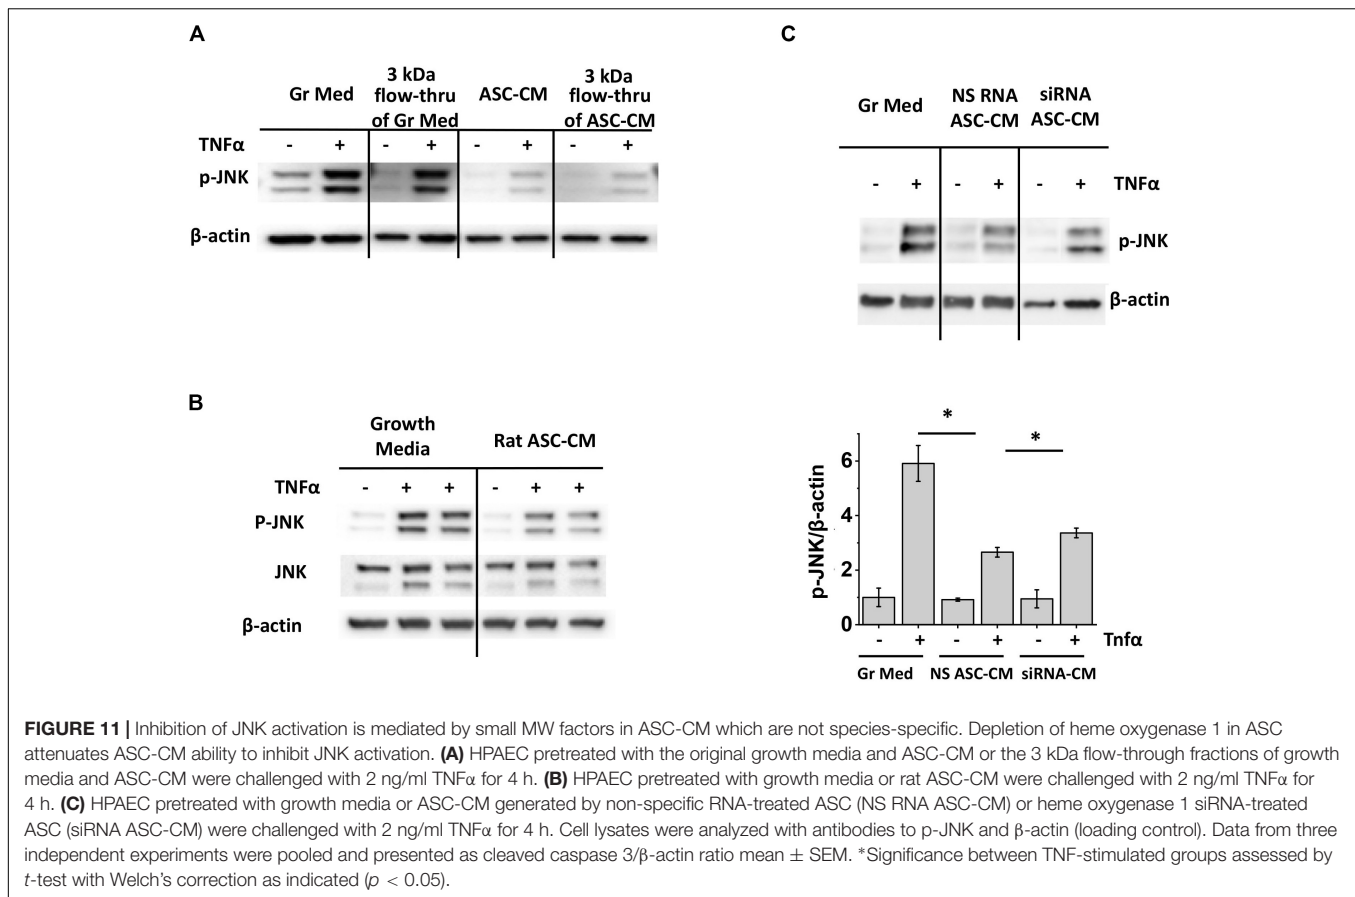 A
Gr Med
3 kDa
flow-thru
of Gr Med
ASC-CM
3 kDa
flow-thru
of ASC-CM
TNFα - + - + - + - +
p-JNK
β-actin
B
Growth
Media
Rat ASC-CM
TNFα - + + - + +
P-JNK
JNK
β-actin
C
Gr Med
NS RNA
ASC-CM
siRNA
ASC-CM
- + - + - + TNFα
p-JNK
β-actin
p-JNK/β-actin
6
4
2
0
* *
- + - + - + Tnfα
Gr Med NS ASC-CM siRNA-CM
FIGURE 11 | Inhibition of JNK activation is mediated by small MW factors in ASC-CM which are not species-specific. Depletion of heme oxygenase 1 in ASC
attenuates ASC-CM ability to inhibit JNK activation. (A) HPAEC pretreated with the original growth media and ASC-CM or the 3 kDa flow-through fractions of growth
media and ASC-CM were challenged with 2 ng/ml TNFα for 4 h. (B) HPAEC pretreated with growth media or rat ASC-CM were challenged with 2 ng/ml TNFα for
4 h. (C) HPAEC pretreated with growth media or ASC-CM generated by non-specific RNA-treated ASC (NS RNA ASC-CM) or heme oxygenase 1 siRNA-treated
ASC (siRNA ASC-CM) were challenged with 2 ng/ml TNFα for 4 h. Cell lysates were analyzed with antibodies to p-JNK and β-actin (loading control). Data from three
independent experiments were pooled and presented as cleaved caspase 3/β-actin ratio mean ± SEM. *Significance between TNF-stimulated groups assessed by
t-test with Welch's correction as indicated (p < 0.05).